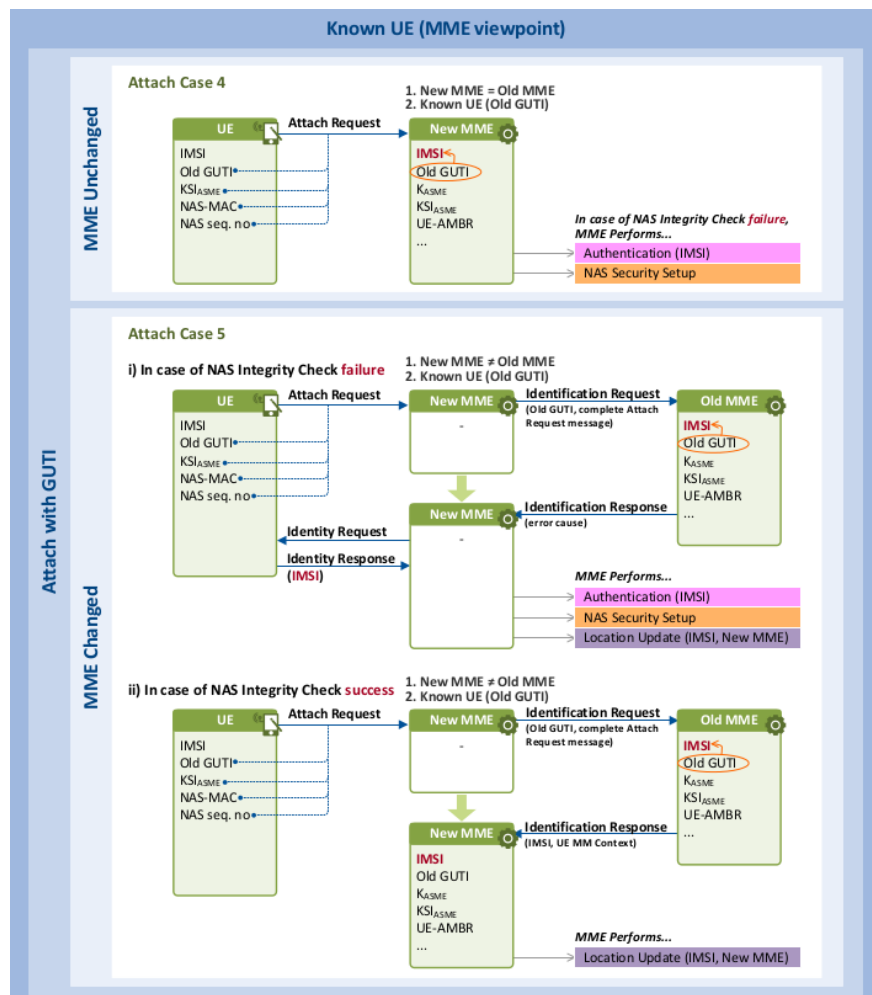 Known UE (MME viewpoint)
Attach with GUTI
MME Unchanged
Attach Case 4
1. New MME = Old MME
2. Known UE (Old GUTI)
UE
Attach Request
New MME
IMSI
Old GUTI
KSIASME
NAS-MAC
NAS seq. no
IMSI
Old GUTI
KASME
KSIASME
UE-AMBR
...
In case of NAS Integrity Check failure,
MME Performs...
Authentication (IMSI)
NAS Security Setup
MME Changed
Attach Case 5
i) In case of NAS Integrity Check failure
1. New MME ≠ Old MME
2. Known UE (Old GUTI)
UE
Attach Request
New MME
Identification Request
(Old GUTI, complete Attach
Request message)
Old MME
IMSI
Old GUTI
KSIASME
NAS-MAC
NAS seq. no
-
IMSI
Old GUTI
KASME
KSIASME
UE-AMBR
...
New MME
-
Identification Response
(error cause)
Identity Request
Identity Response
(IMSI)
MME Performs...
Authentication (IMSI)
NAS Security Setup
Location Update (IMSI, New MME)
ii) In case of NAS Integrity Check success
1. New MME ≠ Old MME
2. Known UE (Old GUTI)
UE
Attach Request
New MME
Identification Request
(Old GUTI, complete Attach
Request message)
Old MME
IMSI
Old GUTI
KSIASME
NAS-MAC
NAS seq. no
-
IMSI
Old GUTI
KASME
KSIASME
UE-AMBR
...
New MME
Identification Response
(IMSI, UE MM Context)
IMSI
Old GUTI
KASME
KSIASME
UE-AMBR
...
MME Performs...
Location Update (IMSI, New MME)